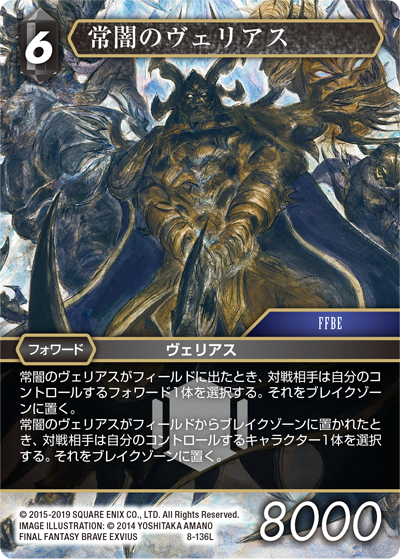 6
常闇のヴェリアス
FFBE
フォワード
ヴェリアス
常闇のヴェリアスがフィールドに出たとき、対戦相手は自分のコ
ントロールするフォワード1体を選択する。それをブレイクゾー
ンに置く。
常闇のヴェリアスがフィールドからブレイクゾーンに置かれたと
き、対戦相手は自分のコントロールするキャラクター1体を選択
する。それをブレイクゾーンに置く。
© 2015-2019 SQUARE ENIX CO., LTD. All Rights Reserved.
IMAGE ILLUSTRATION: © 2014 YOSHITAKA AMANO
FINAL FANTASY BRAVE EXVIUS 8-136L
8000